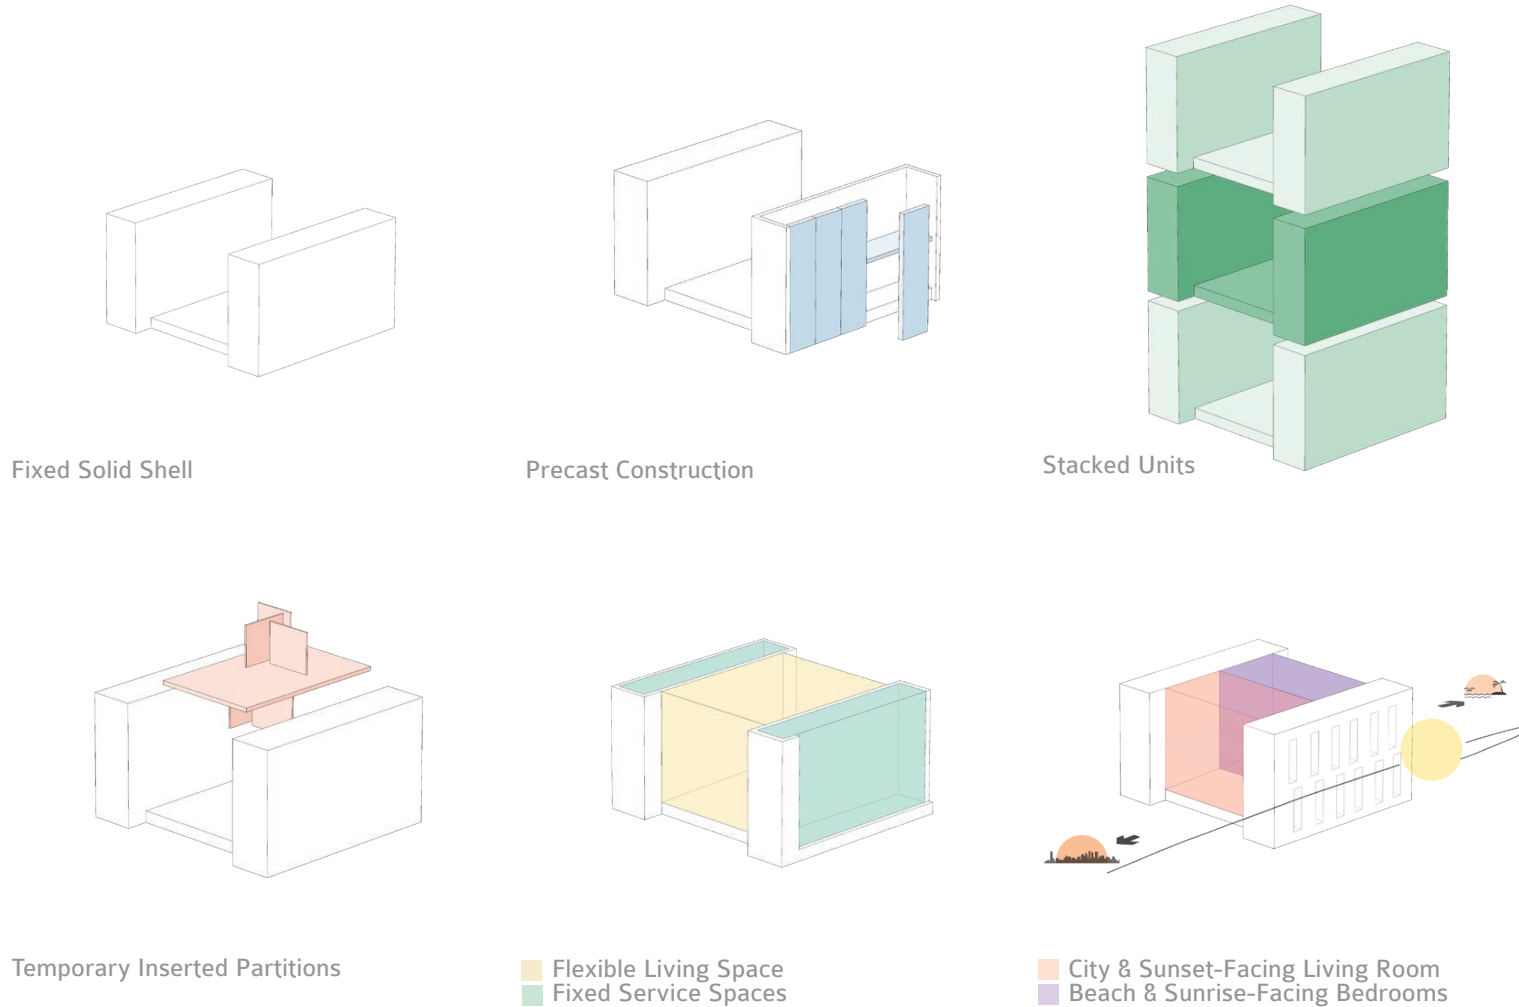 Fixed Solid Shell
Precast Construction
Stacked Units
Temporary Inserted Partitions
Flexible Living Space
Fixed Service Spaces
City & Sunset-Facing Living Room
Beach & Sunrise-Facing Bedrooms